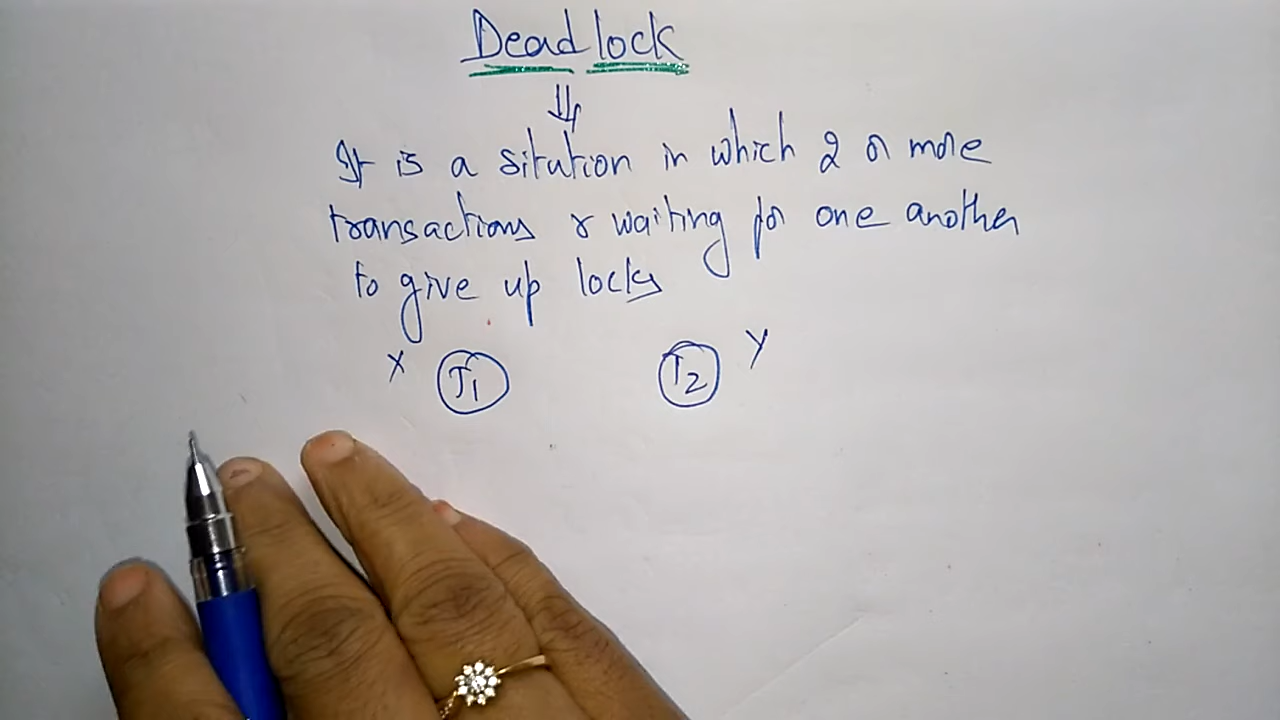 Deadlock
It is a sitution in which 2 or more
transactions r waiting for one another
to give up locks
X T1 T2 Y